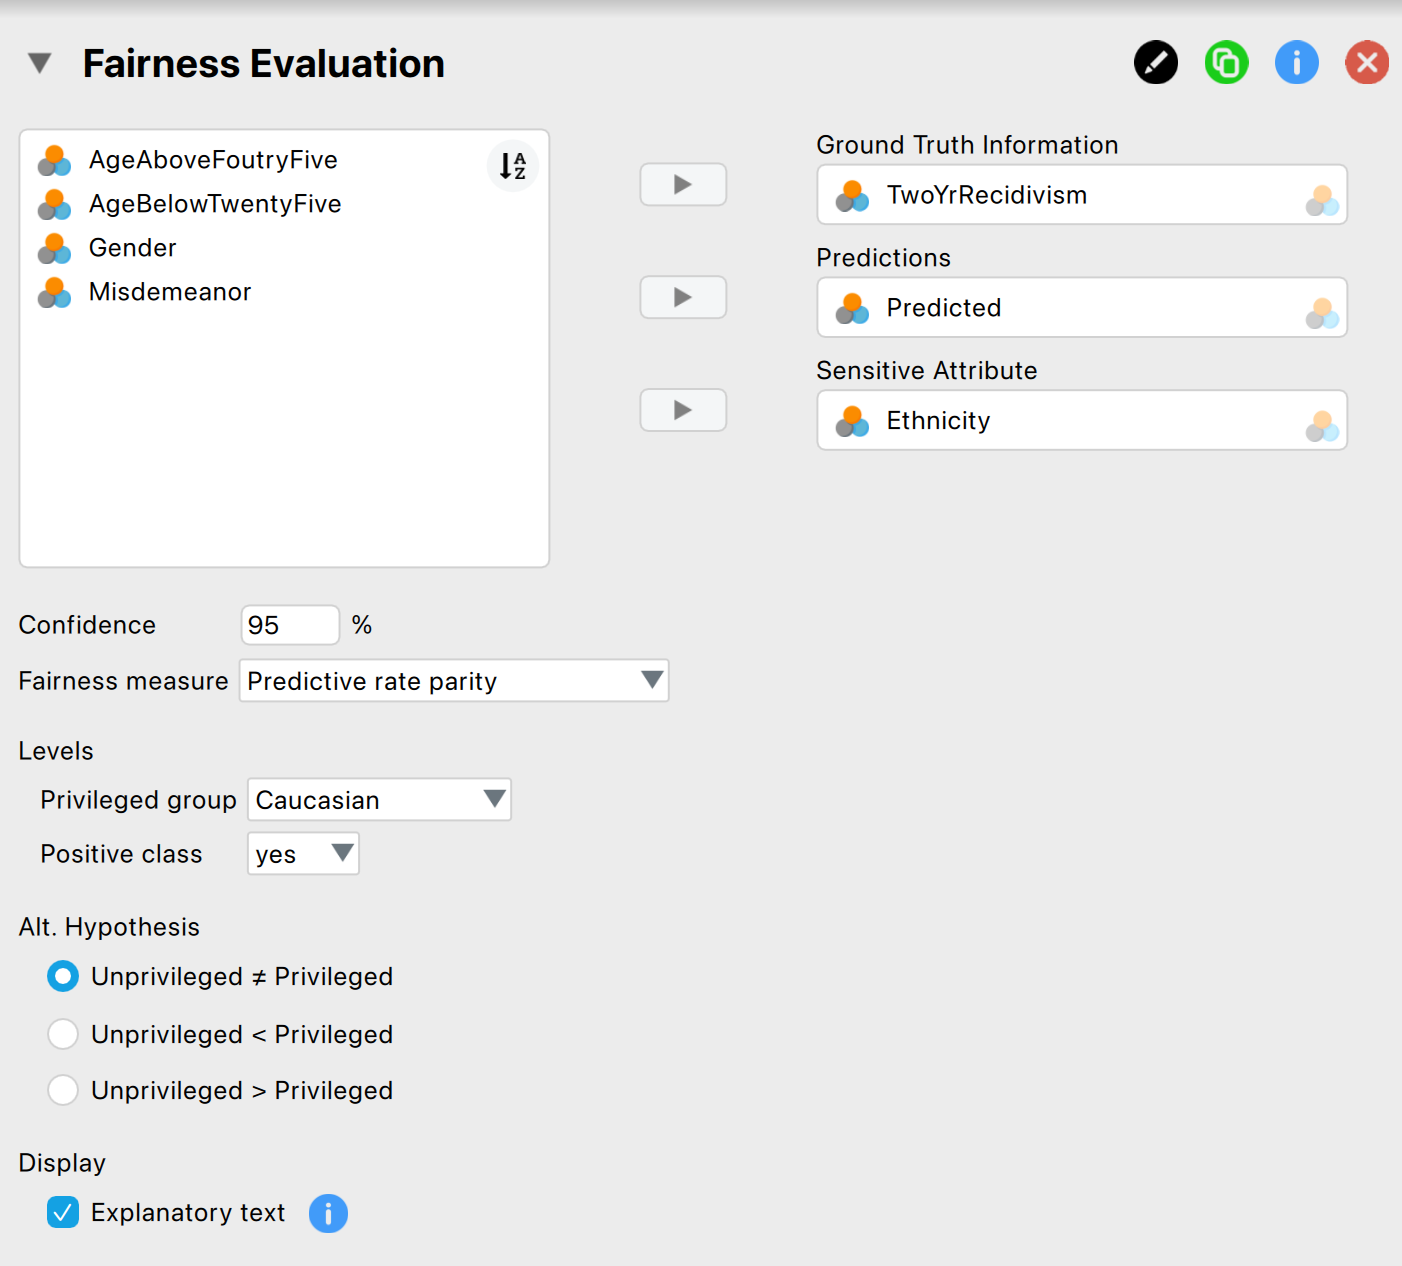 Fairness Evaluation
AgeAboveFoutryFive
AgeBelowTwentyFive
Gender
Misdemeanor
A
Z
Ground Truth Information
TwoYrRecidivism
Predictions
Predicted
Sensitive Attribute
Ethnicity
Confidence 95 %
Fairness measure Predictive rate parity
Levels
Privileged group Caucasian
Positive class yes
Alt. Hypothesis
Unprivileged ≠ Privileged
Unprivileged < Privileged
Unprivileged > Privileged
Display
Explanatory text